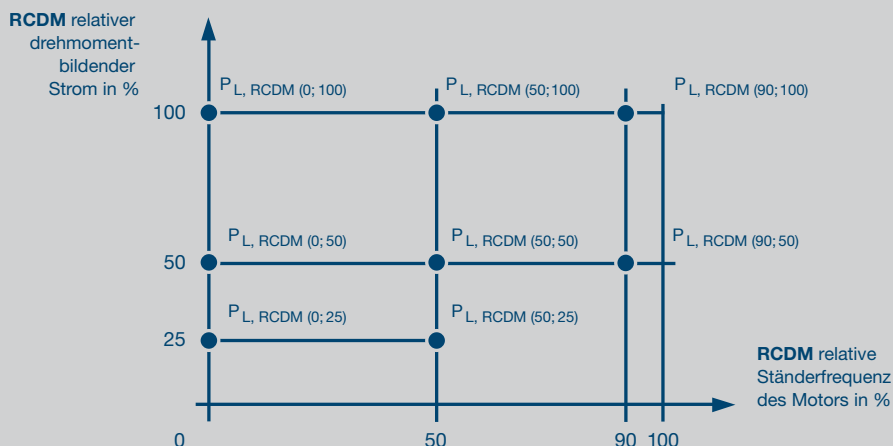 RCDM relativer
drehmoment-
bildender
Strom in %
P L, RCDM (0; 100)
P L, RCDM (50; 100)
P L, RCDM (90; 100)
100
P L, RCDM (0; 50)
P L, RCDM (50; 50)
P L, RCDM (90; 50)
50
P L, RCDM (0; 25)
P L, RCDM (50; 25)
25
RCDM relative
Ständerfrequenz
des Motors in %
0
50
90
100